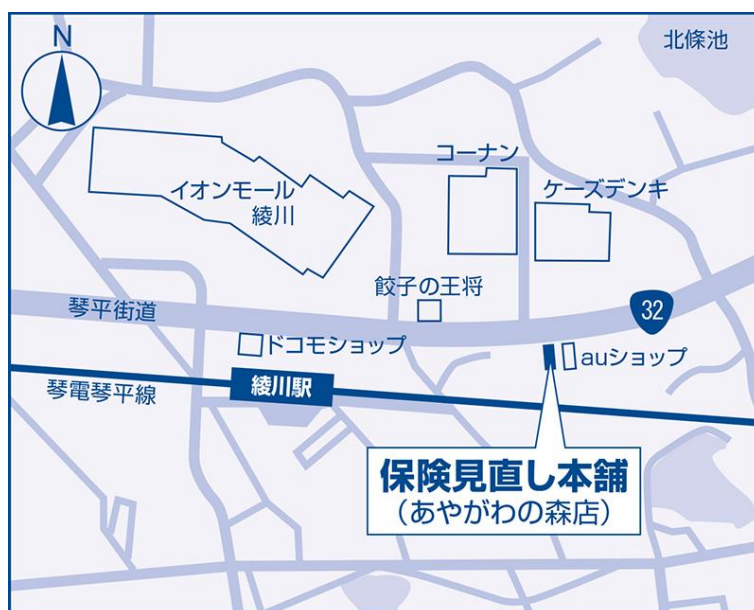 N
北條池
コーナン
ケーズデンキ
イオンモール
綾川
餃子の王将
琴平街道
32
ドコモショップ
auショップ
琴電琴平線
綾川駅
保険見直し本舗
(あやがわの森店)